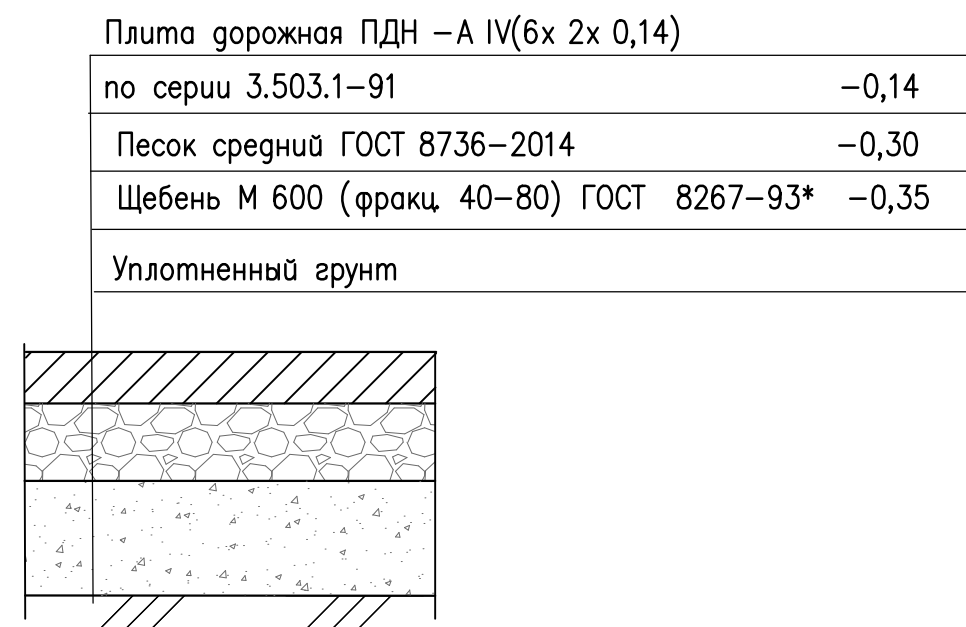 Плита дорожная ПДН -А IV(6х 2х 0,14)
по серии 3.503.1-91 -0,14
Песок средний ГОСТ 8736-2014 -0,30
Щебень М 600 (фракц. 40-80) ГОСТ 8267-93* -0,35
Уплотненный грунт